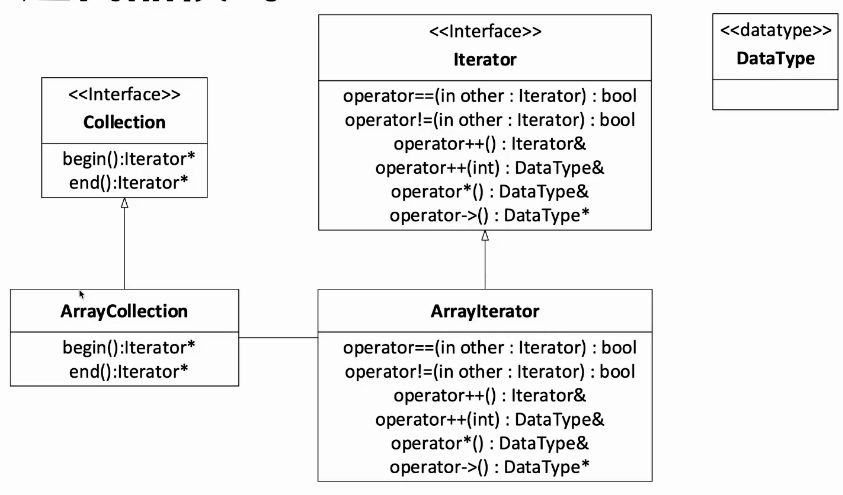 <<Interface>>
Collection
begin():Iterator*
end():Iterator*
<<Interface>>
Iterator
operator==(in other : Iterator) : bool
operator!=(in other : Iterator) : bool
operator++() : Iterator&
operator++(int) : DataType&
operator*() : DataType&
operator->() : DataType*
<<datatype>>
DataType
ArrayCollection
begin():Iterator*
end():Iterator*
ArrayIterator
operator==(in other : Iterator) : bool
operator!=(in other : Iterator) : bool
operator++() : Iterator&
operator++(int) : DataType&
operator*() : DataType&
operator->() : DataType*